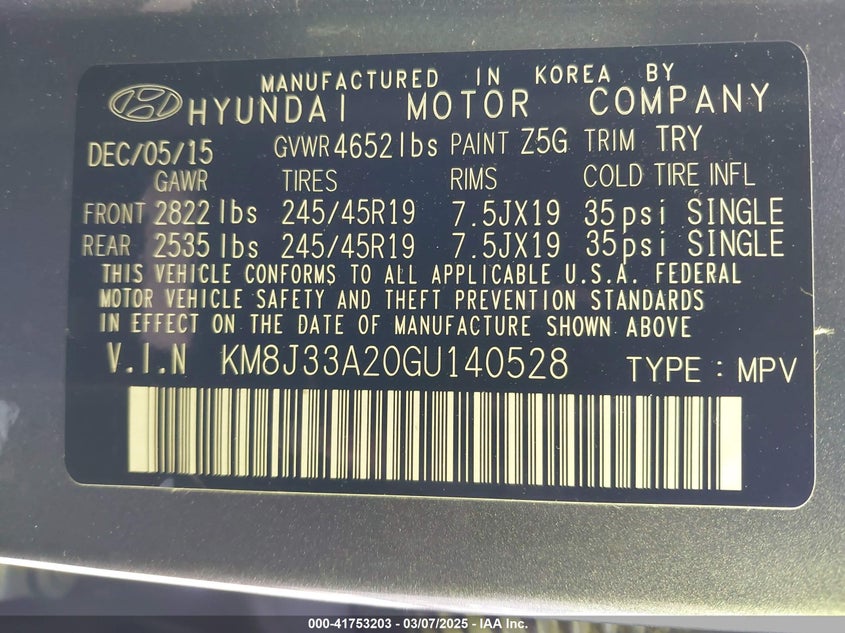 MANUFACTURED IN KOREA BY
HYUNDAI MOTOR COMPANY
DEC/05/15 GVWR 4652lbs PAINT Z5G TRIM TRY
GAWR TIRES RIMS COLD TIRE INFL
FRONT 2822 lbs 245/45R19 7.5JX19 35psi SINGLE
REAR 2535 lbs 245/45R19 7.5JX19 35psi SINGLE
THIS VEHICLE CONFORMS TO ALL APPLICABLE U.S.A. FEDERAL
MOTOR VEHICLE SAFETY AND THEFT PREVENTION STANDARDS
IN EFFECT ON THE DATE OF MANUFACTURE SHOWN ABOVE
V.I.N KM8J33A20GU140528 TYPE : MPV
000-41753203 - 03/07/2025 - IAA Inc.